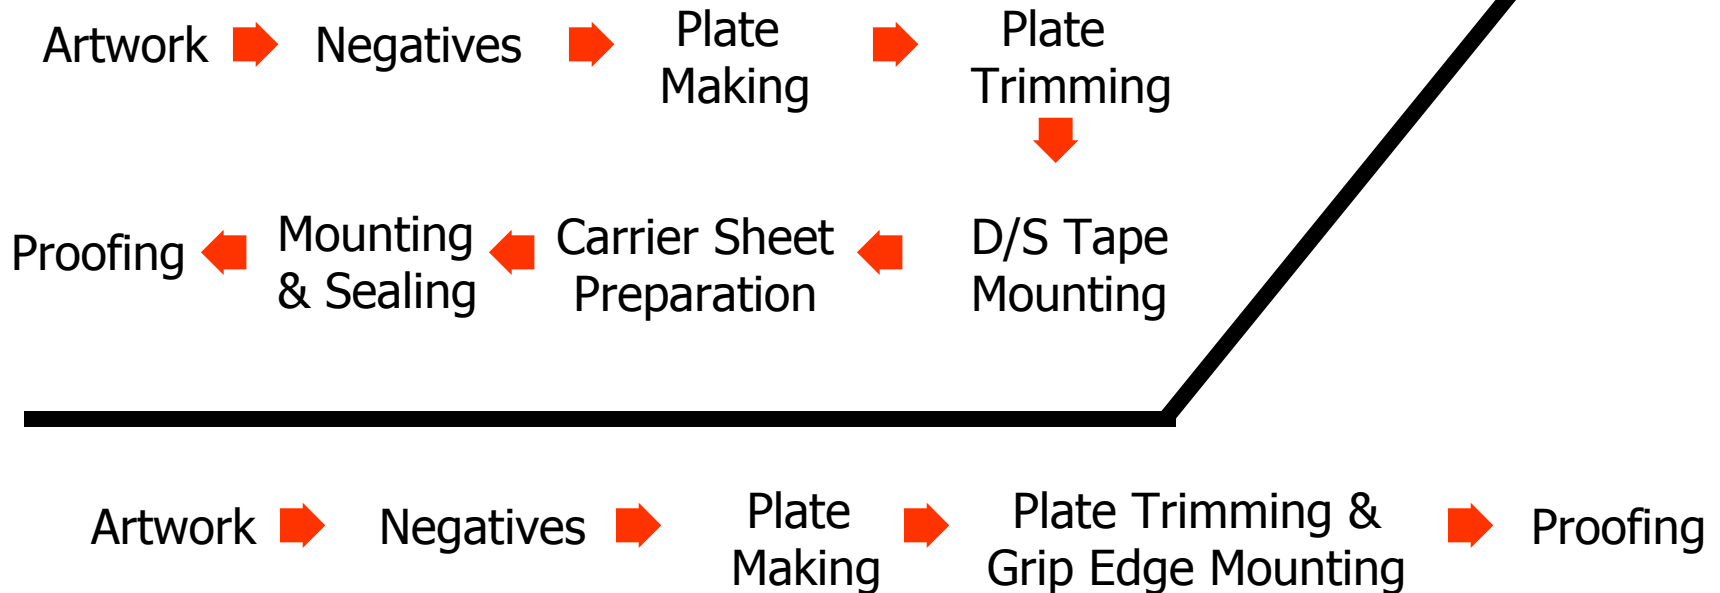 Artwork
Negatives
Plate
Making
Plate
Trimming
D/S Tape
Mounting
Carrier Sheet
Preparation
Mounting
& Sealing
Proofing
Artwork
Negatives
Plate
Making
Plate Trimming &
Grip Edge Mounting
Proofing